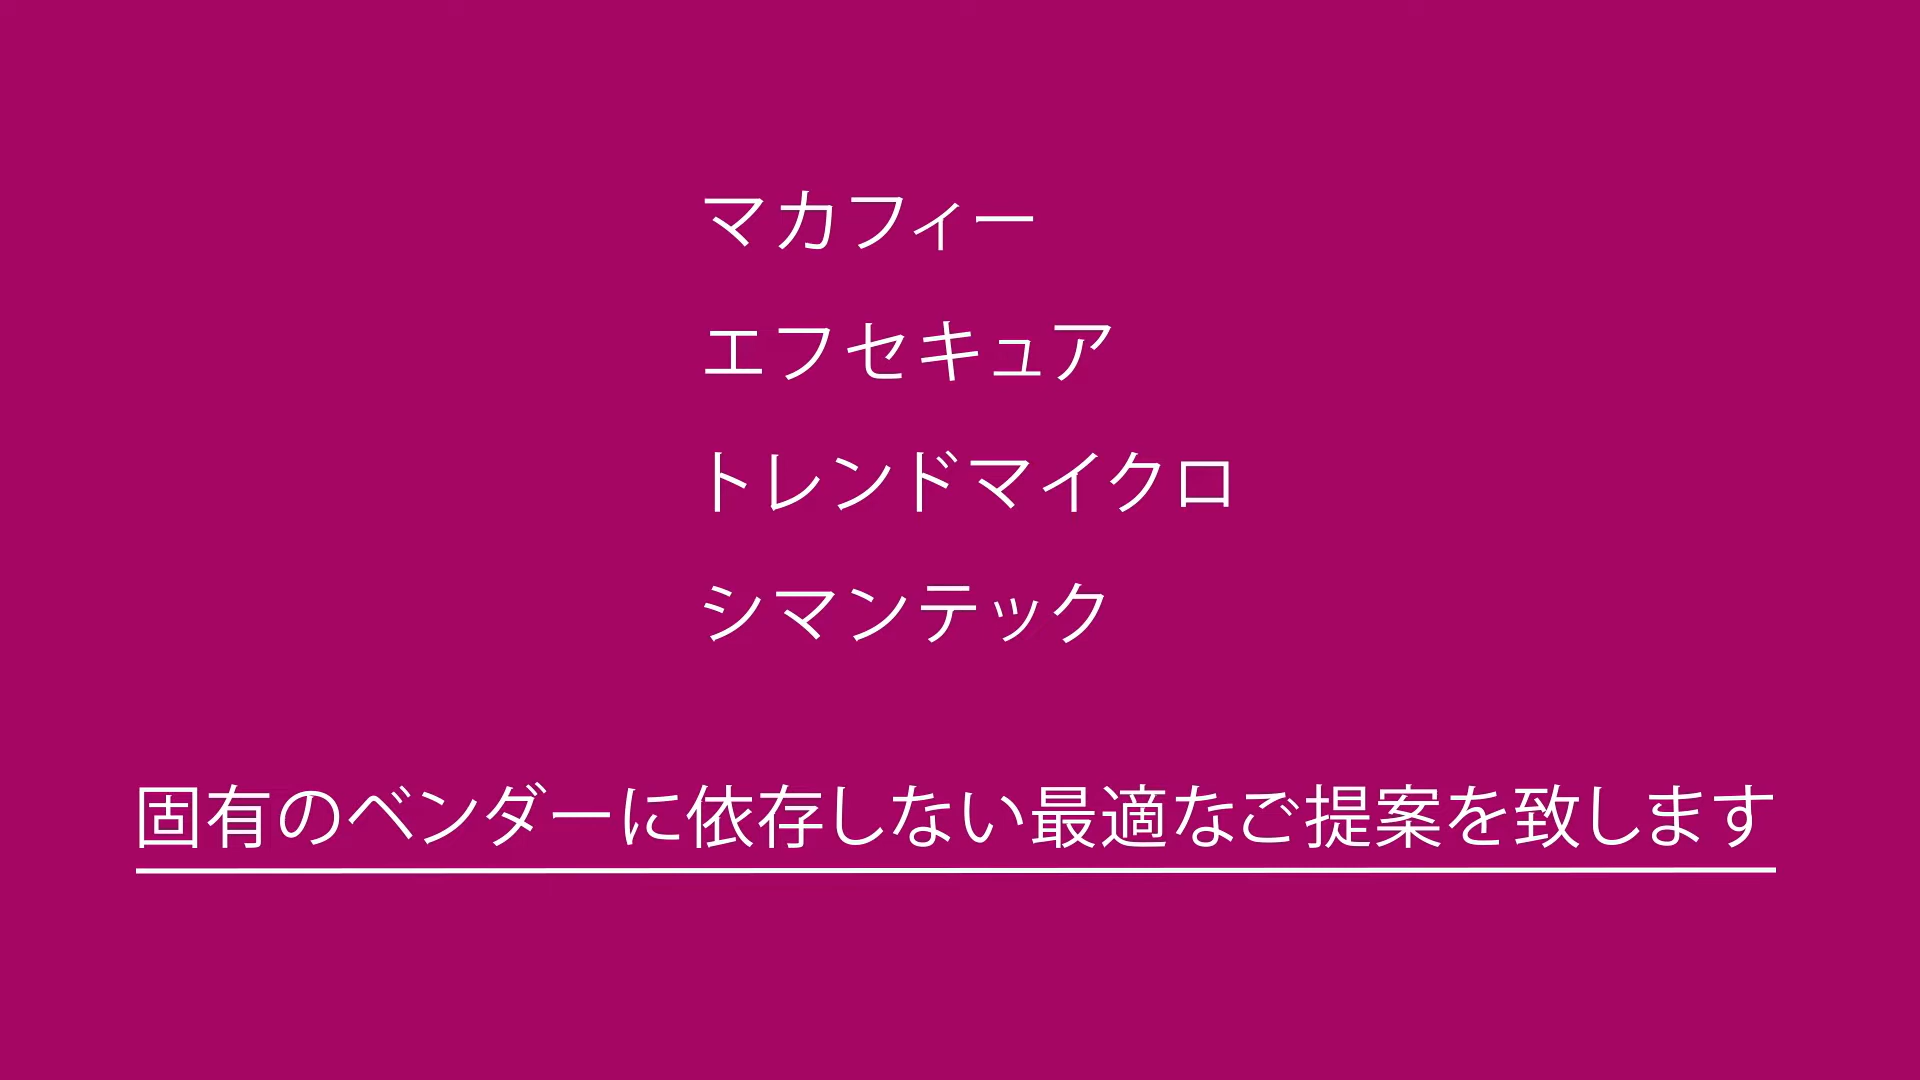 マカフィー
エフセキュア
トレンドマイクロ
シマンテック
固有のベンダーに依存しない最適なご提案を致します